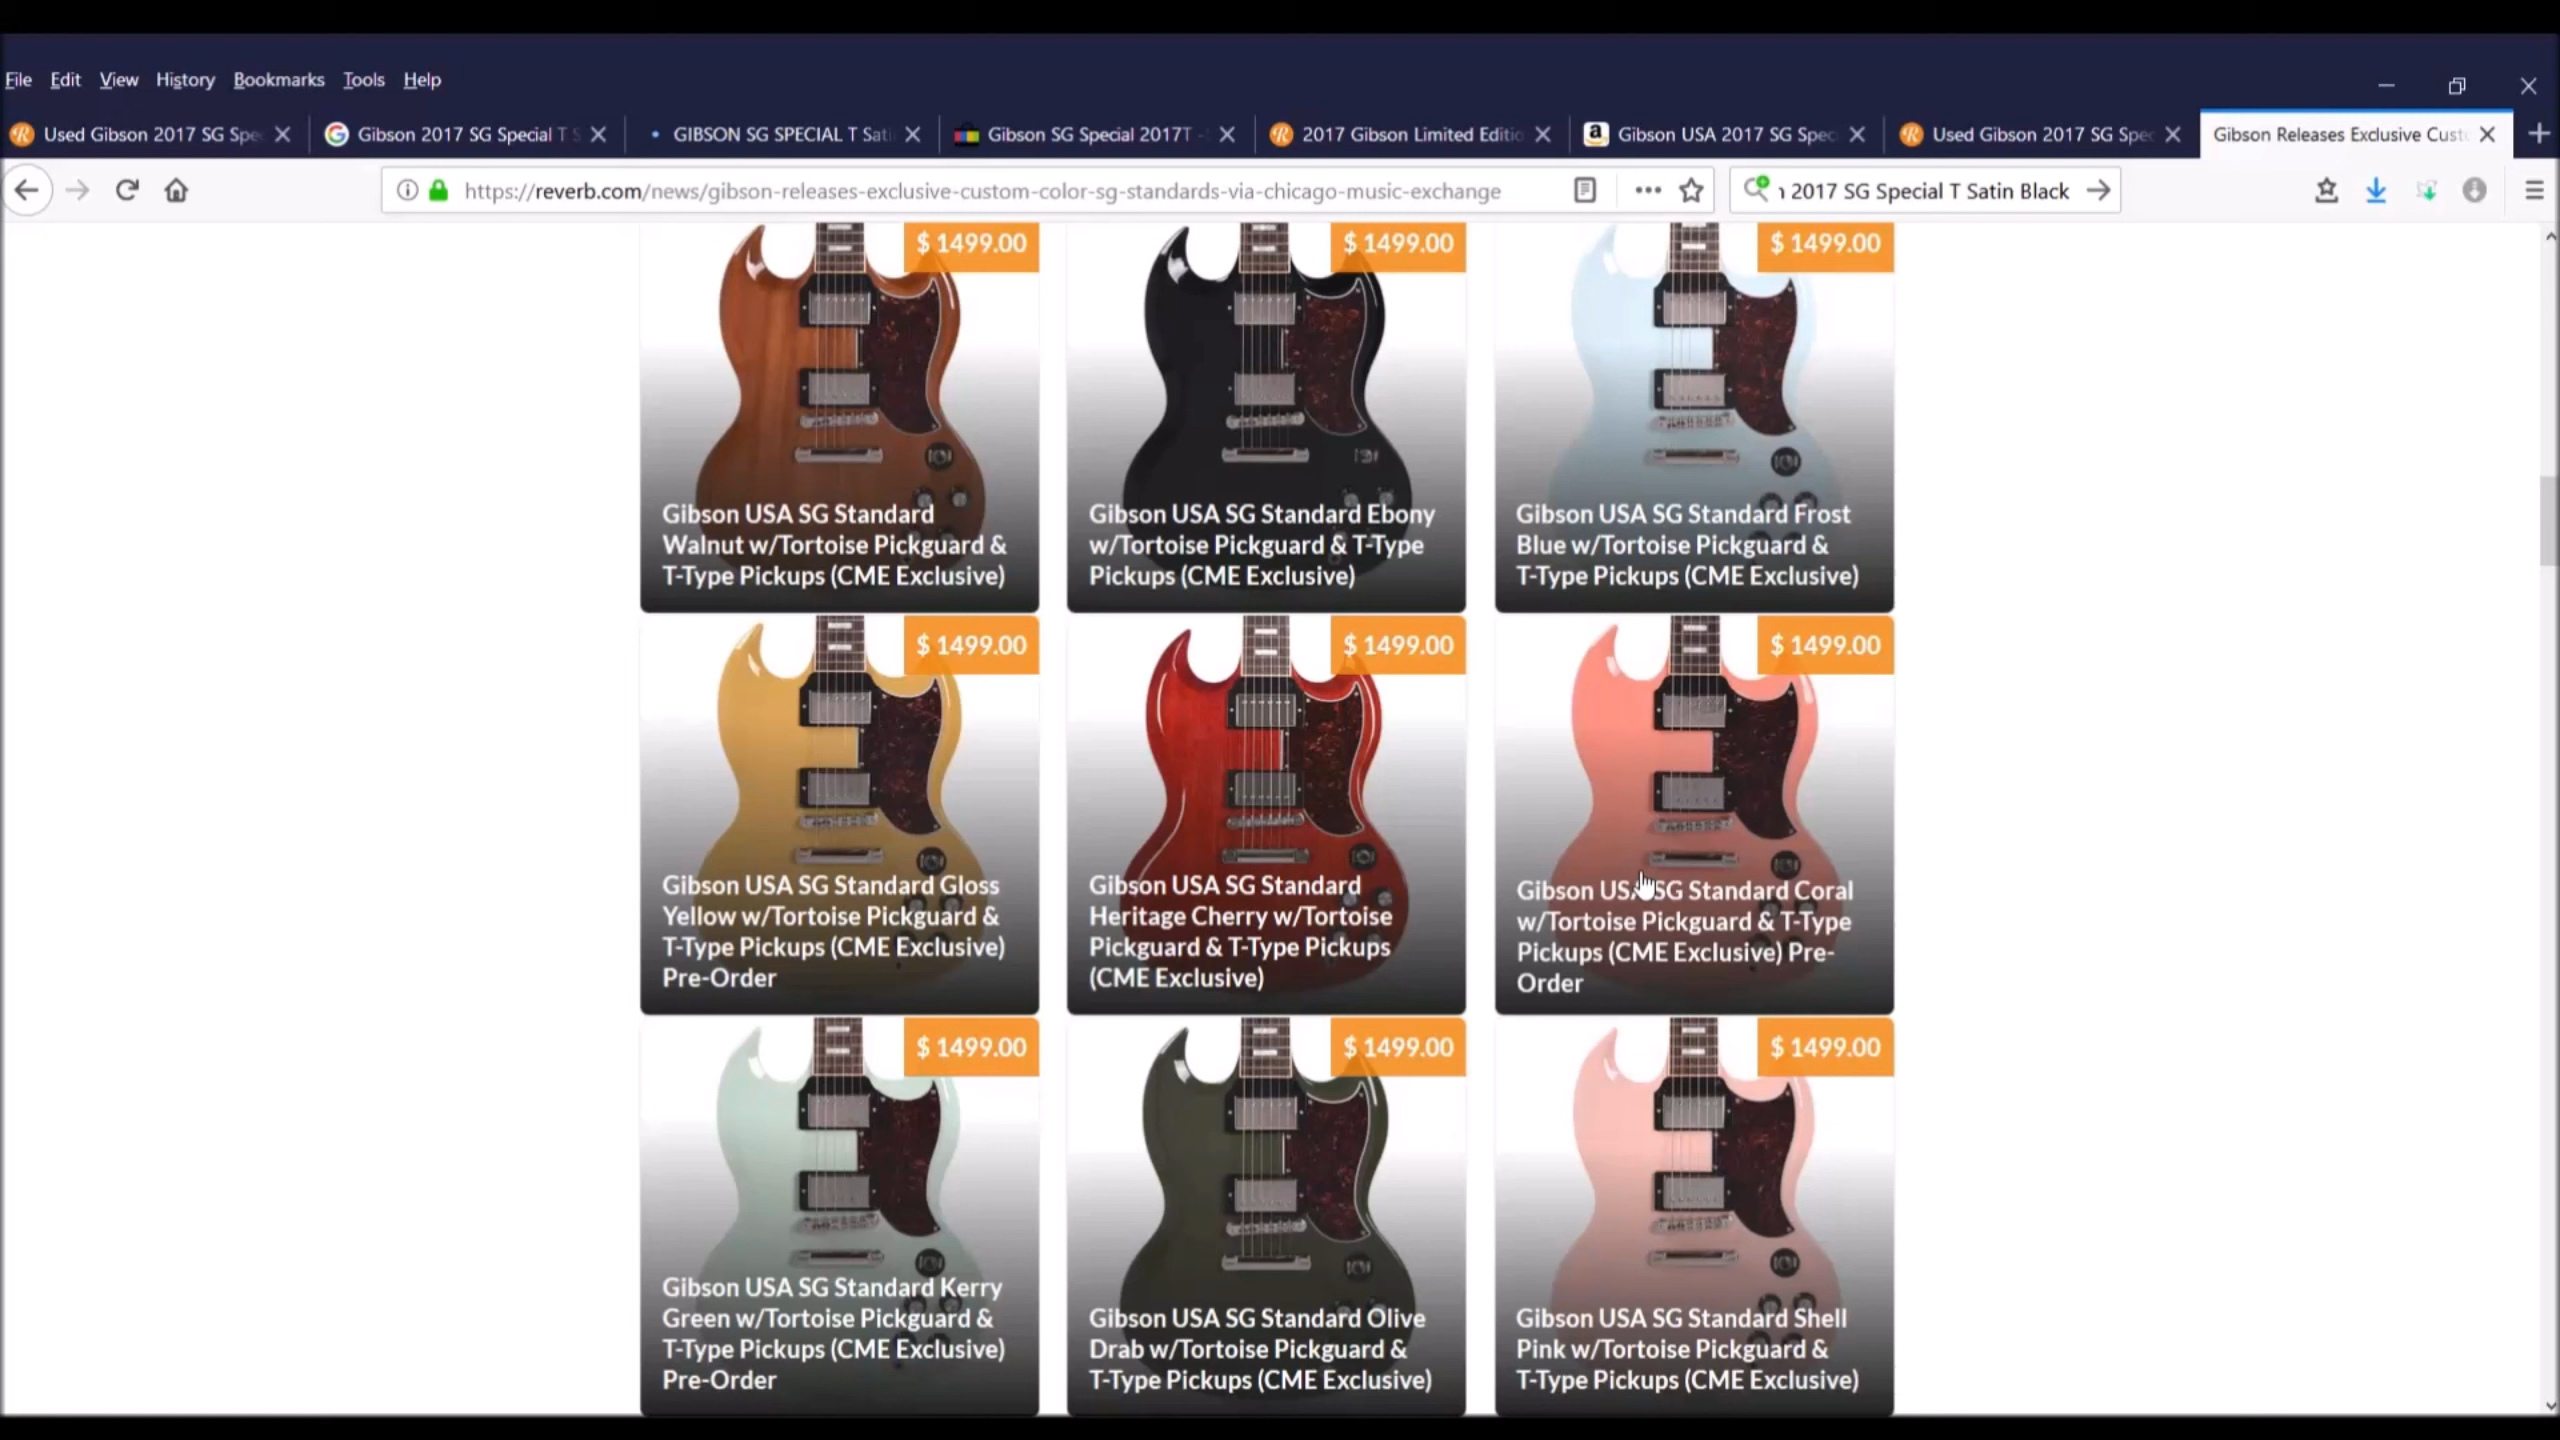 File Edit View History Bookmarks Tools Help
Used Gibson 2017 SG Spec
Gibson 2017 SG Special T S
GIBSON SG SPECIAL T Sati
Gibson SG Special 2017T -
2017 Gibson Limited Editio
Gibson USA 2017 SG Spec
Used Gibson 2017 SG Spec
Gibson Releases Exclusive Custo
https://reverb.com/news/gibson-releases-exclusive-custom-color-sg-standards-via-chicago-music-exchange
2017 SG Special T Satin Black
$ 1499.00
Gibson USA SG Standard
Walnut w/Tortoise Pickguard &
T-Type Pickups (CME Exclusive)
$ 1499.00
Gibson USA SG Standard Ebony
w/Tortoise Pickguard & T-Type
Pickups (CME Exclusive)
$ 1499.00
Gibson USA SG Standard Frost
Blue w/Tortoise Pickguard &
T-Type Pickups (CME Exclusive)
$ 1499.00
Gibson USA SG Standard Gloss
Yellow w/Tortoise Pickguard &
T-Type Pickups (CME Exclusive)
Pre-Order
$ 1499.00
Gibson USA SG Standard
Heritage Cherry w/Tortoise
Pickguard & T-Type Pickups
(CME Exclusive)
$ 1499.00
Gibson USA SG Standard Coral
w/Tortoise Pickguard & T-Type
Pickups (CME Exclusive) Pre-
Order
$ 1499.00
Gibson USA SG Standard Kerry
Green w/Tortoise Pickguard &
T-Type Pickups (CME Exclusive)
Pre-Order
$ 1499.00
Gibson USA SG Standard Olive
Drab w/Tortoise Pickguard &
T-Type Pickups (CME Exclusive)
$ 1499.00
Gibson USA SG Standard Shell
Pink w/Tortoise Pickguard &
T-Type Pickups (CME Exclusive)